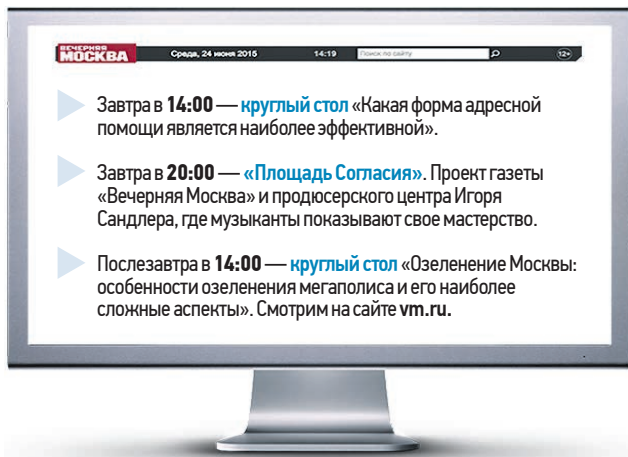 ВЕЧЕРНЯЯ
МОСКВА Среда, 24 июня 2015 14:19 Поиск по сайту 12+
Завтра в 14:00 — круглый стол «Какая форма адресной
помощи является наиболее эффективной».
Завтра в 20:00 — «Площадь Согласия». Проект газеты
«Вечерняя Москва» и продюсерского центра Игоря
Сандлера, где музыканты показывают свое мастерство.
Послезавтра в 14:00 — круглый стол «Озеленение Москвы:
особенности озеленения мегаполиса и его наиболее
сложные аспекты». Смотрим на сайте vm.ru.